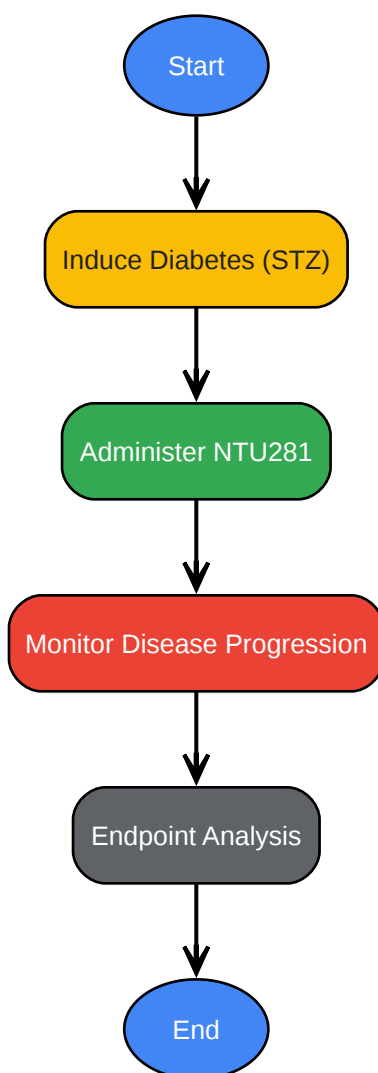 Start
Induce Diabetes (STZ)
Administer NTU281
Monitor Disease Progression
Endpoint Analysis
End